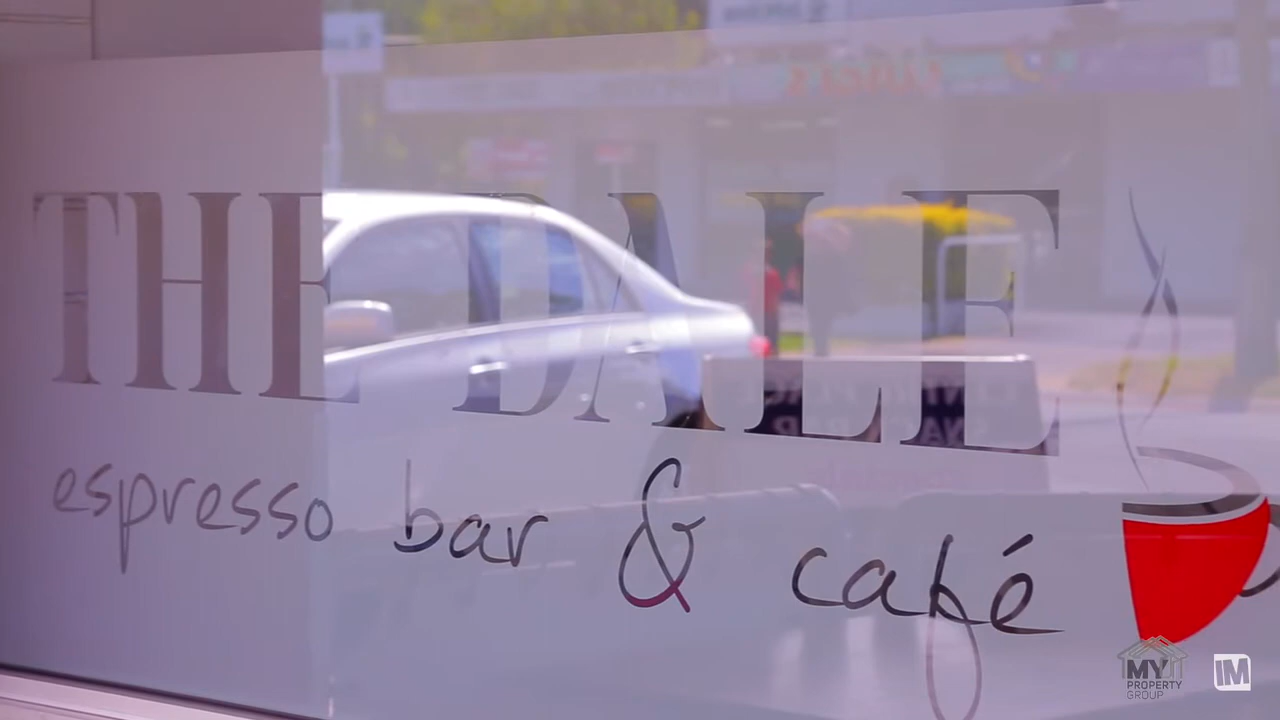 THE DALE
espresso bar & café
MY
PROPERTY
GROUP
IM